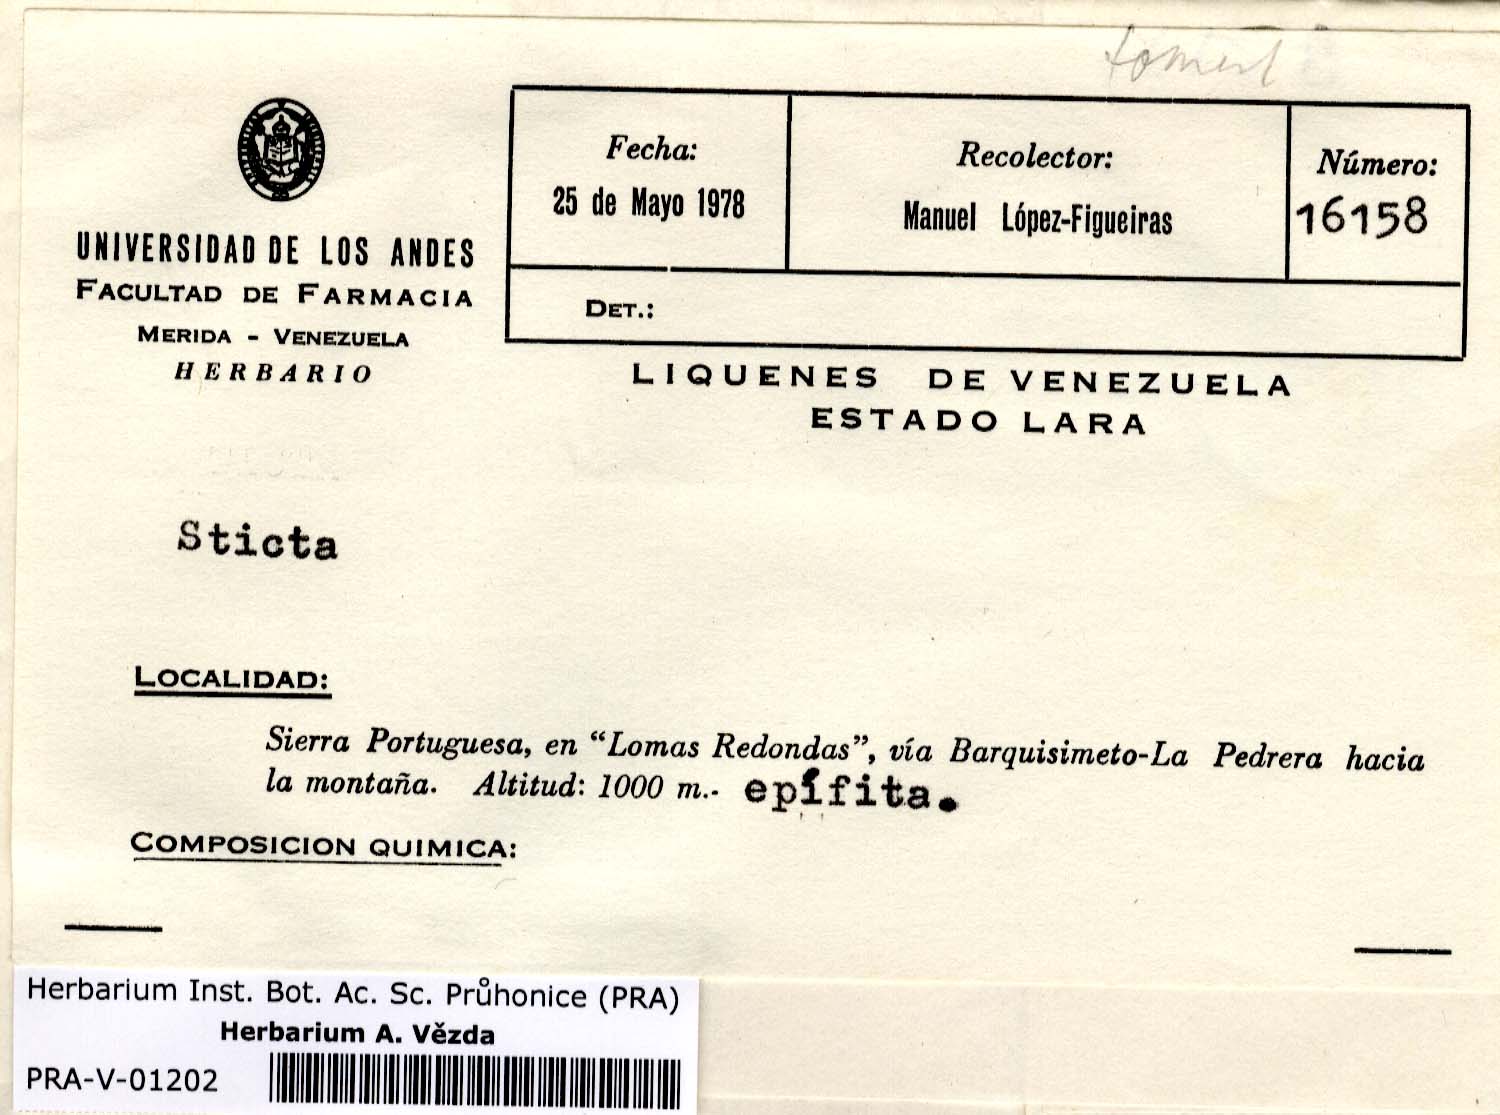 Fecha:
25 de Mayo 1978
Recolector:
Manuel López-Figueiras
Número:
16158
DET.:
UNIVERSIDAD DE LOS ANDES
FACULTAD DE FARMACIA
MERIDA - VENEZUELA
HERBARIO
LIQUENES DE VENEZUELA
ESTADO LARA
Sticta
LOCALIDAD:
Sierra Portuguesa, en “Lomas Redondas”, vía Barquisimeto-La Pedrera hacia
la montaña. Altitud: 1000 m.- epífita.
COMPOSICION QUIMICA:
Herbarium Inst. Bot. Ac. Sc. Průhonice (PRA)
Herbarium A. Vězda
PRA-V-01202